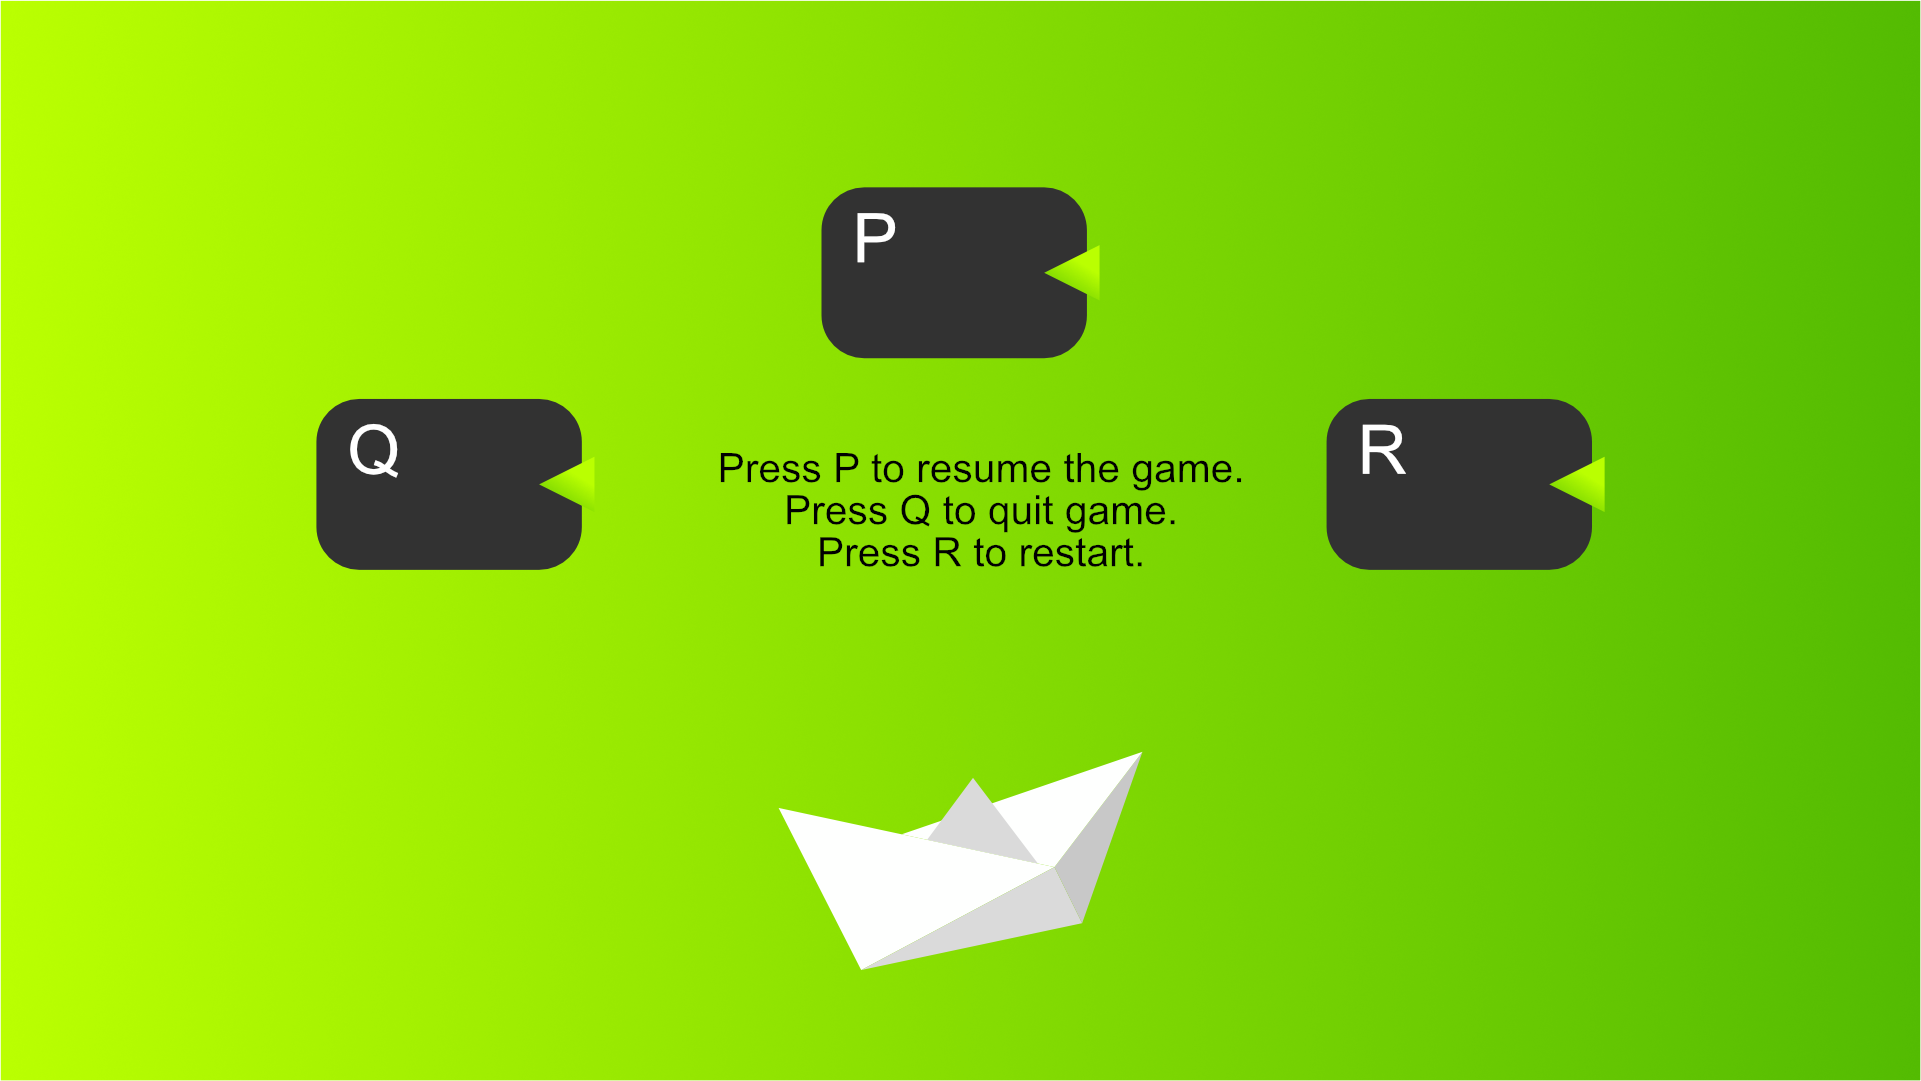 P
Q
R
Press P to resume the game.
Press Q to quit game.
Press R to restart.